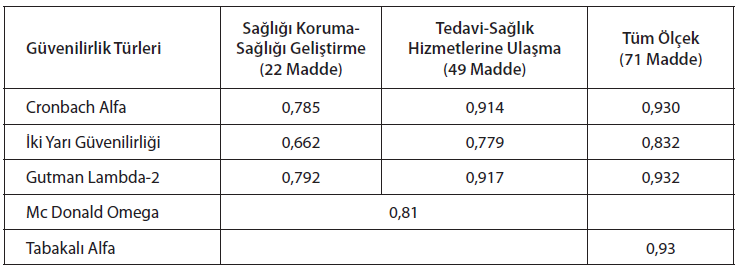 Güvenilirlik Türleri
Sağlığı Koruma-
Sağlığı Geliştirme
(22 Madde)
Tedavi-Sağlık
Hizmetlerine Ulaşma
(49 Madde)
Tüm Ölçek
(71 Madde)
Cronbach Alfa 0,785 0,914 0,930
İki Yarı Güvenilirliği 0,662 0,779 0,832
Gutman Lambda-2 0,792 0,917 0,932
Mc Donald Omega 0,81
Tabakalı Alfa 0,93